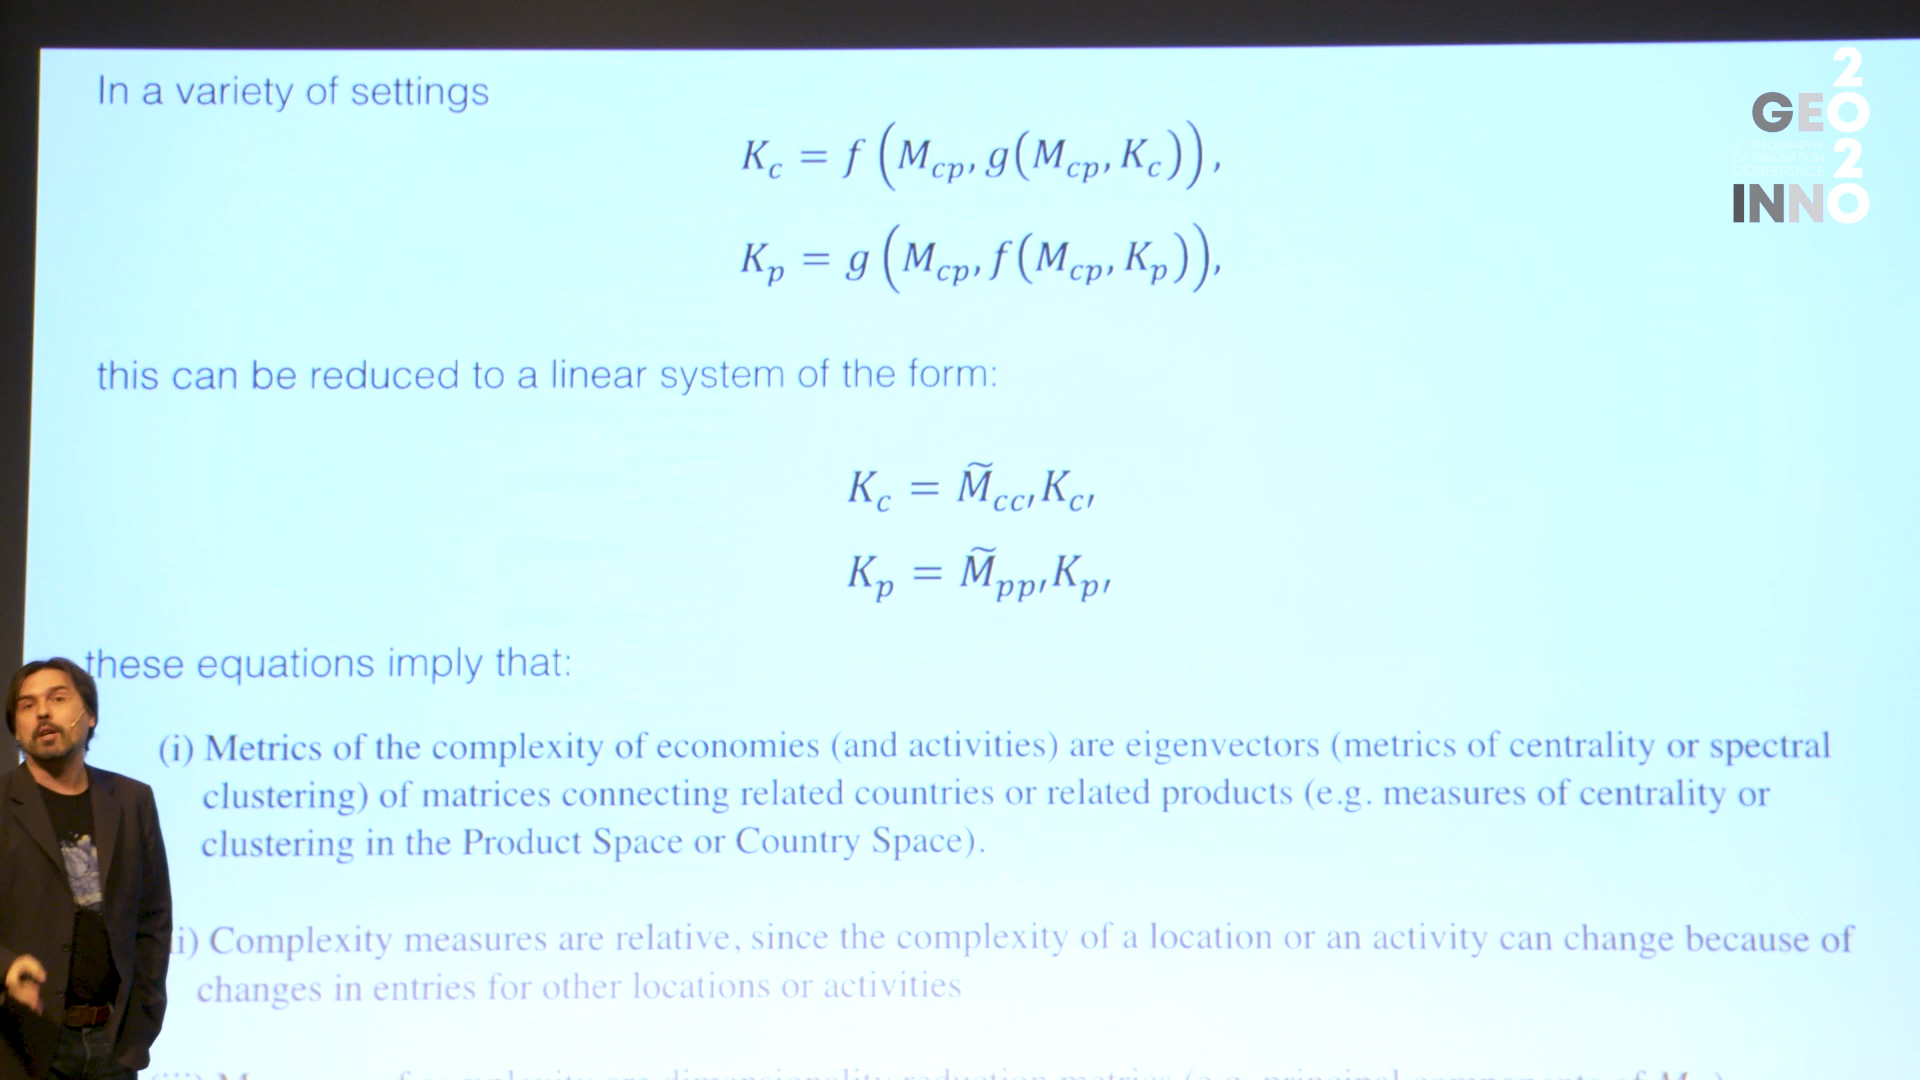 In a variety of settings
K_c = f(M_cp, g(M_cp, K_c)),
K_p = g(M_cp, f(M_cp, K_p)),
this can be reduced to a linear system of the form:
K_c = M̃_cc′ K_c′
K_p = M̃_pp′ K_p′
these equations imply that:
(i) Metrics of the complexity of economies (and activities) are eigenvectors (metrics of centrality or spectral
clustering) of matrices connecting related countries or related products (e.g. measures of centrality or
clustering in the Product Space or Country Space).
i) Complexity measures are relative, since the complexity of a location or an activity can change because of
changes in entries for other locations or activities
2
GEO
2
INNO